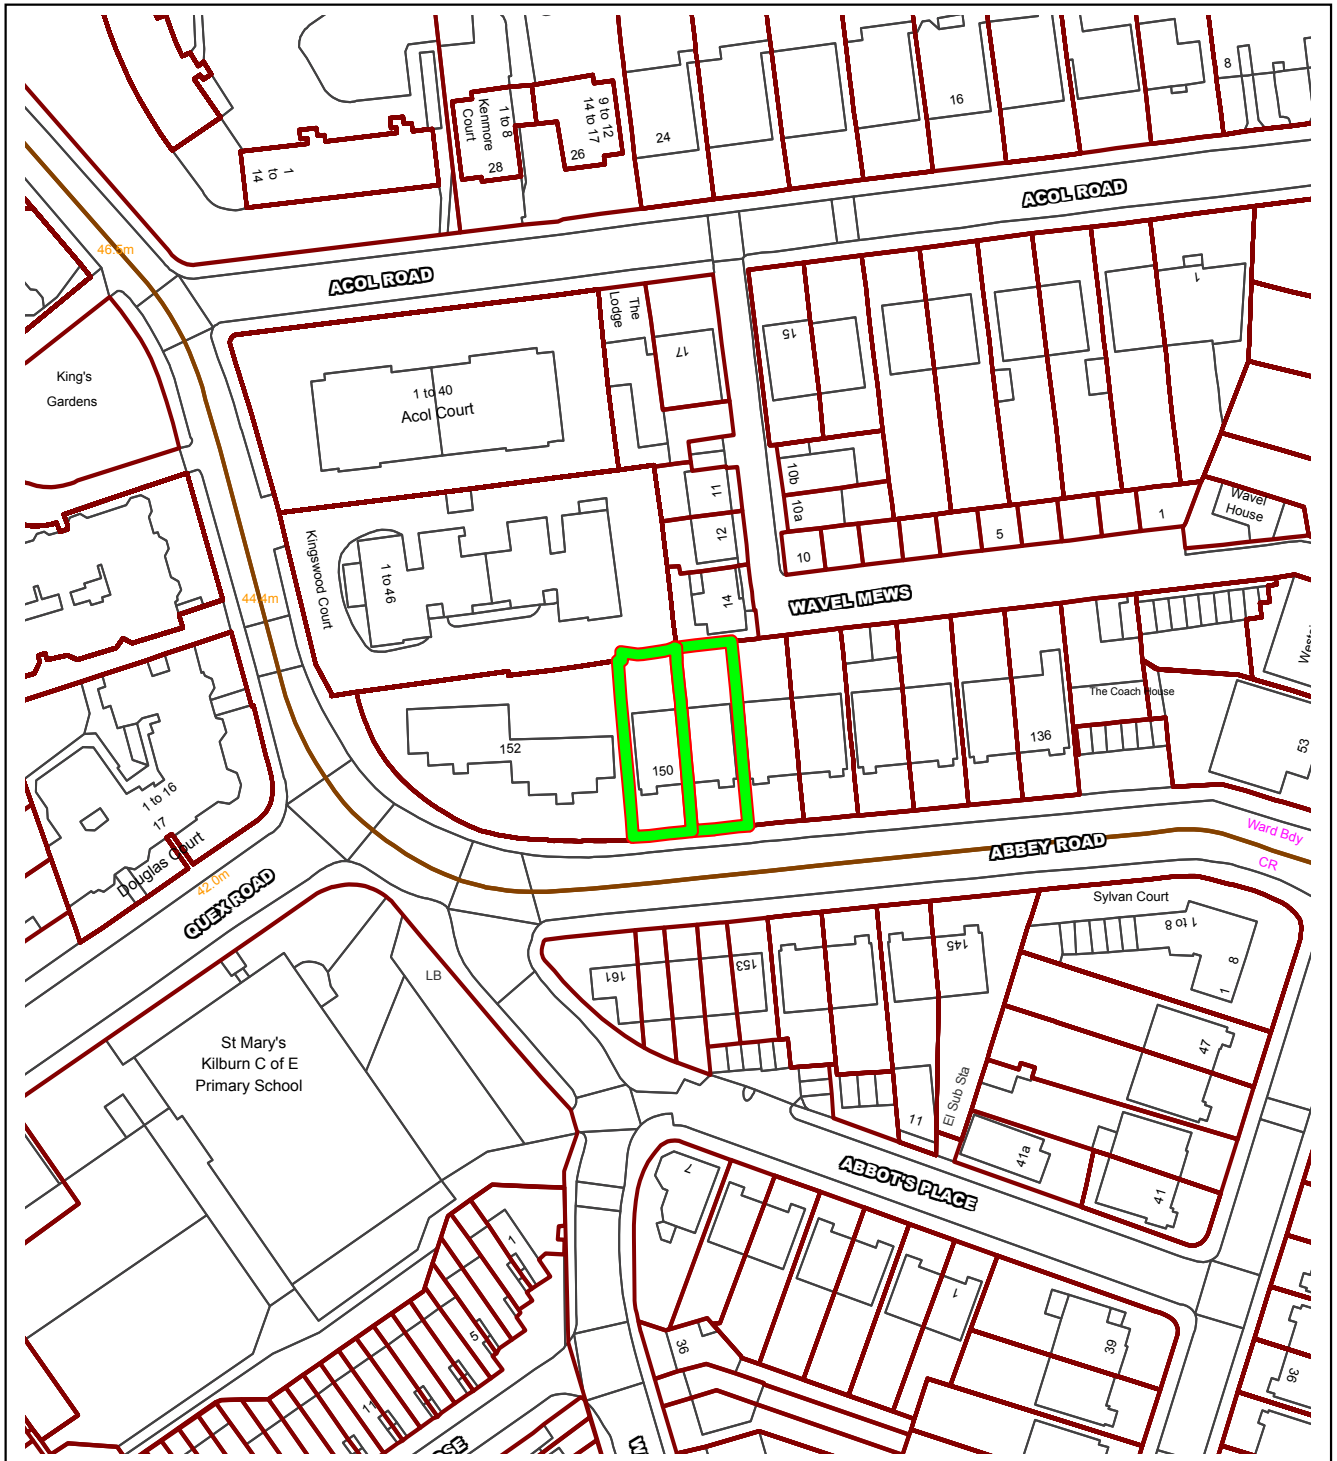 8
16
9 to 12
14 to 17
26
1 to 8
Kenmore
Court
28
24
1
to
14
ACOL ROAD
46.5m
ACOL ROAD
The
Lodge
17
15
1
King's
Gardens
1 to 40
Acol Court
10b
10a
11
12
14
Wavel
House
1
5
10
Kingswood Court
1 to 46
44.4m
WAVEL MEWS
The Coach House
152
150
136
53
1 to 16
17
Douglas Court
42.0m
QUEX ROAD
ABBEY ROAD
Ward Bdy
CR
Sylvan Court
1 to 8
8
1
LB
161
153
145
St Mary's
Kilburn C of E
Primary School
47
El Sub Sta
11
41a
41
7
ABBOT'S PLACE
1
5
11
36
1
39
36